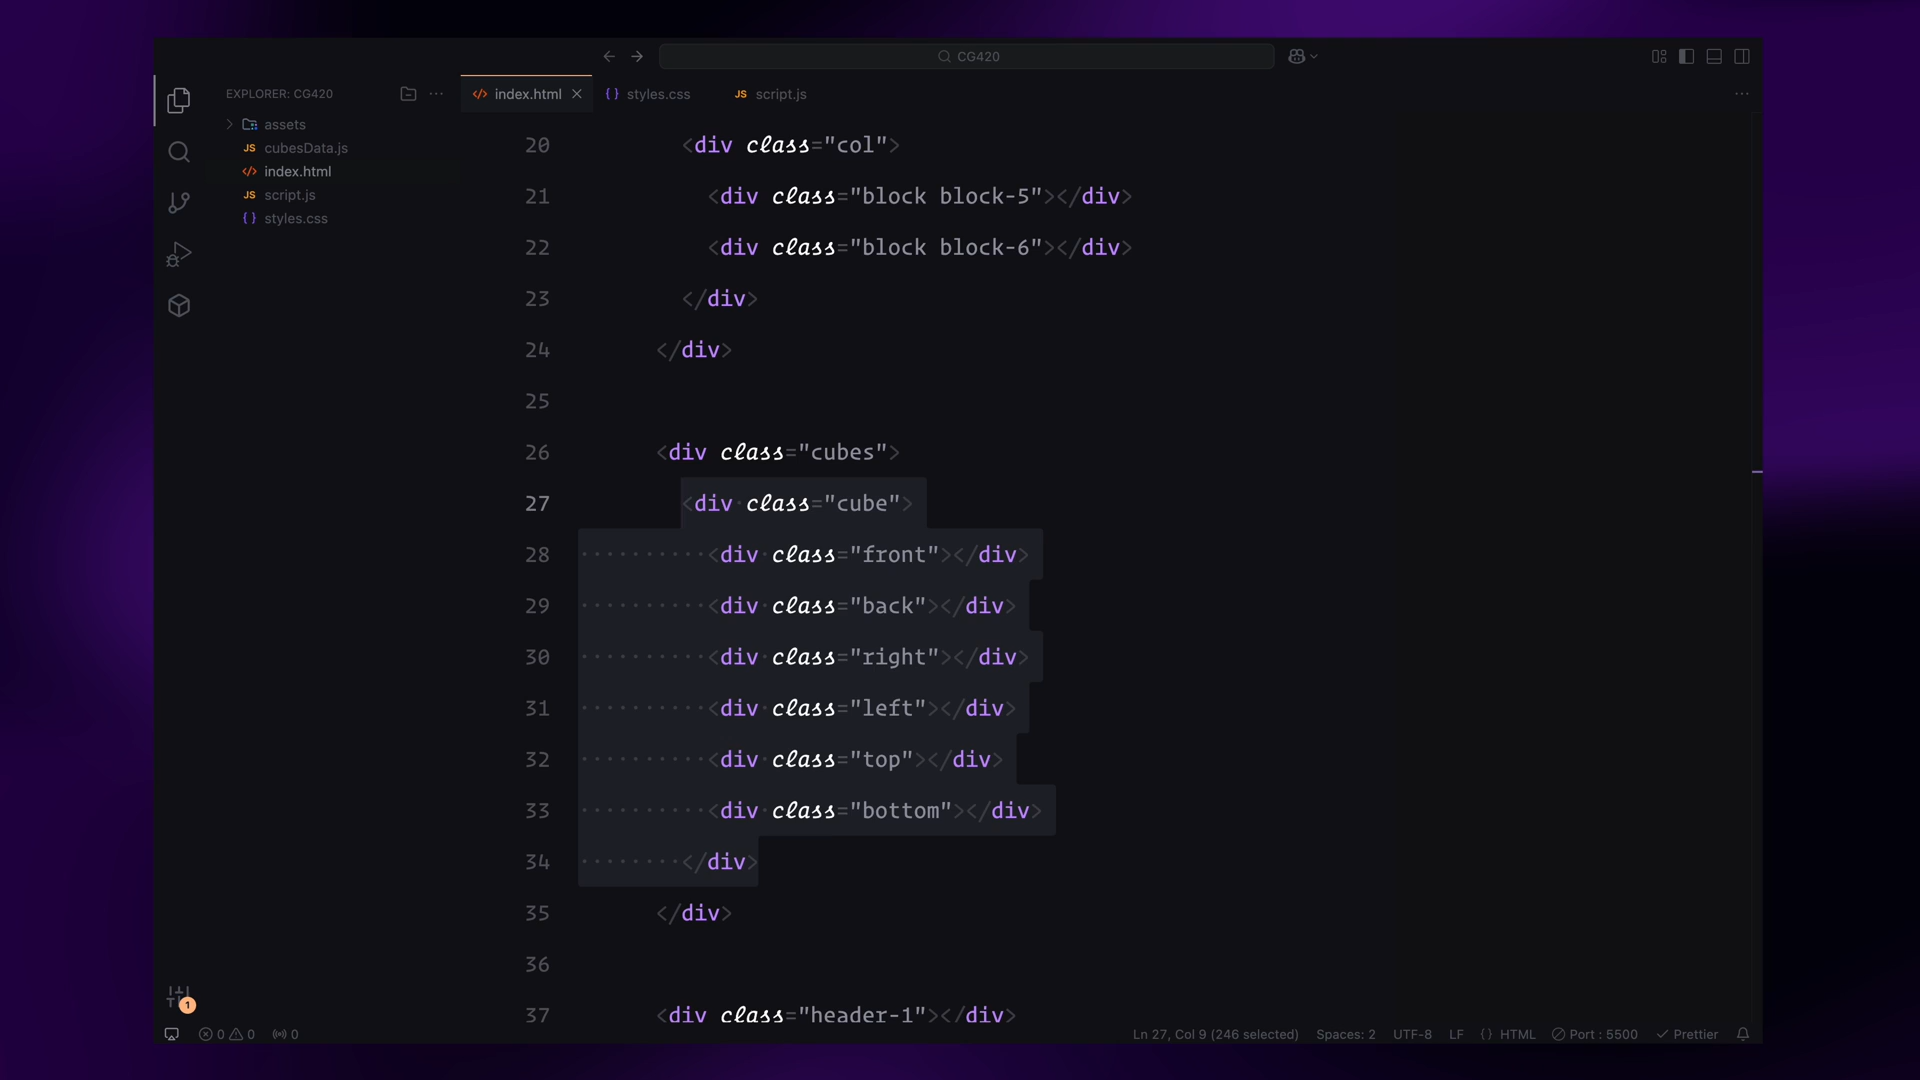 CG420
EXPLORER: CG420
assets
JS cubesData.js
index.html
JS script.js
{ } styles.css
</> index.html
{ } styles.css
JS script.js
20 <div class="col">
21 <div class="block block-5"></div>
22 <div class="block block-6"></div>
23 </div>
24 </div>
25
26 <div class="cubes">
27 <div class="cube">
28 <div class="front"></div>
29 <div class="back"></div>
30 <div class="right"></div>
31 <div class="left"></div>
32 <div class="top"></div>
33 <div class="bottom"></div>
34 </div>
35 </div>
36
37 <div class="header-1"></div>
1
0 0 0
Ln 27, Col 9 (246 selected) Spaces: 2 UTF-8 LF { } HTML Port : 5500 Prettier